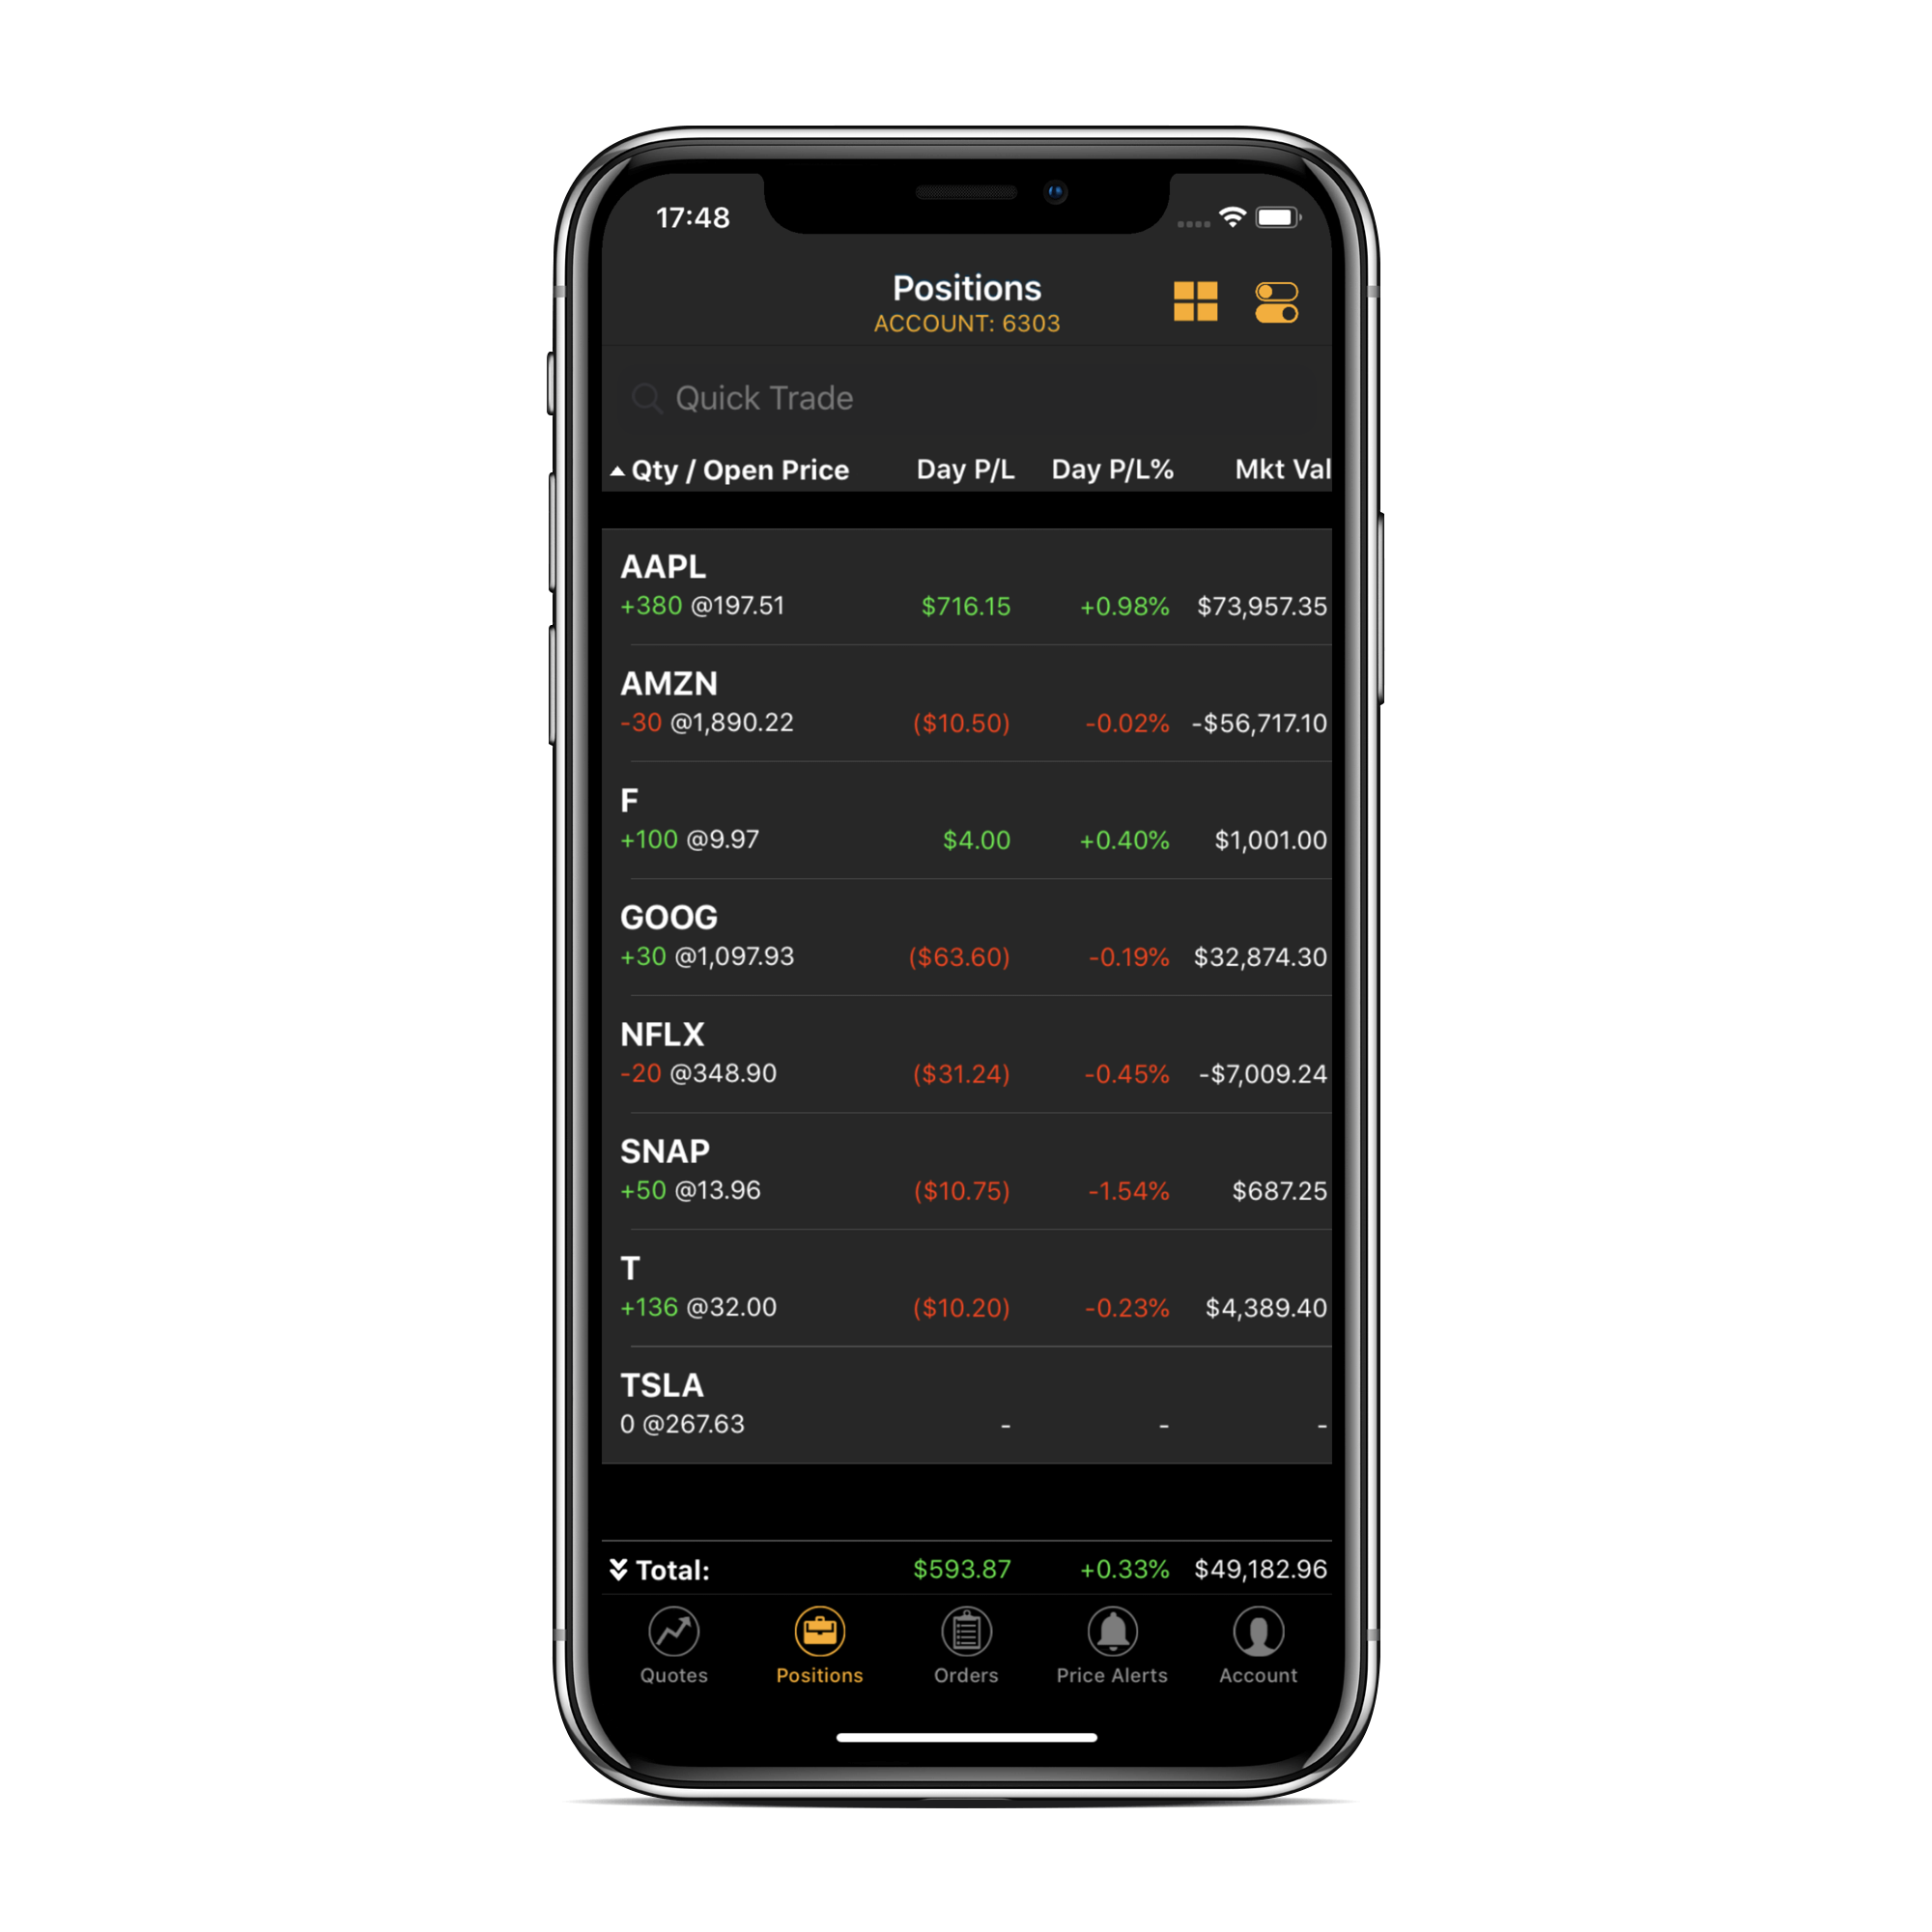 17:48
Positions
ACCOUNT: 6303
Quick Trade
Qty / Open Price Day P/L Day P/L% Mkt Val
AAPL
+380 @197.51 $716.15 +0.98% $73,957.35
AMZN
-30 @1,890.22 ($10.50) -0.02% -$56,717.10
F
+100 @9.97 $4.00 +0.40% $1,001.00
GOOG
+30 @1,097.93 ($63.60) -0.19% $32,874.30
NFLX
-20 @348.90 ($31.24) -0.45% -$7,009.24
SNAP
+50 @13.96 ($10.75) -1.54% $687.25
T
+136 @32.00 ($10.20) -0.23% $4,389.40
TSLA
0 @267.63 - - -
Total: $593.87 +0.33% $49,182.96
Quotes Positions Orders Price Alerts Account